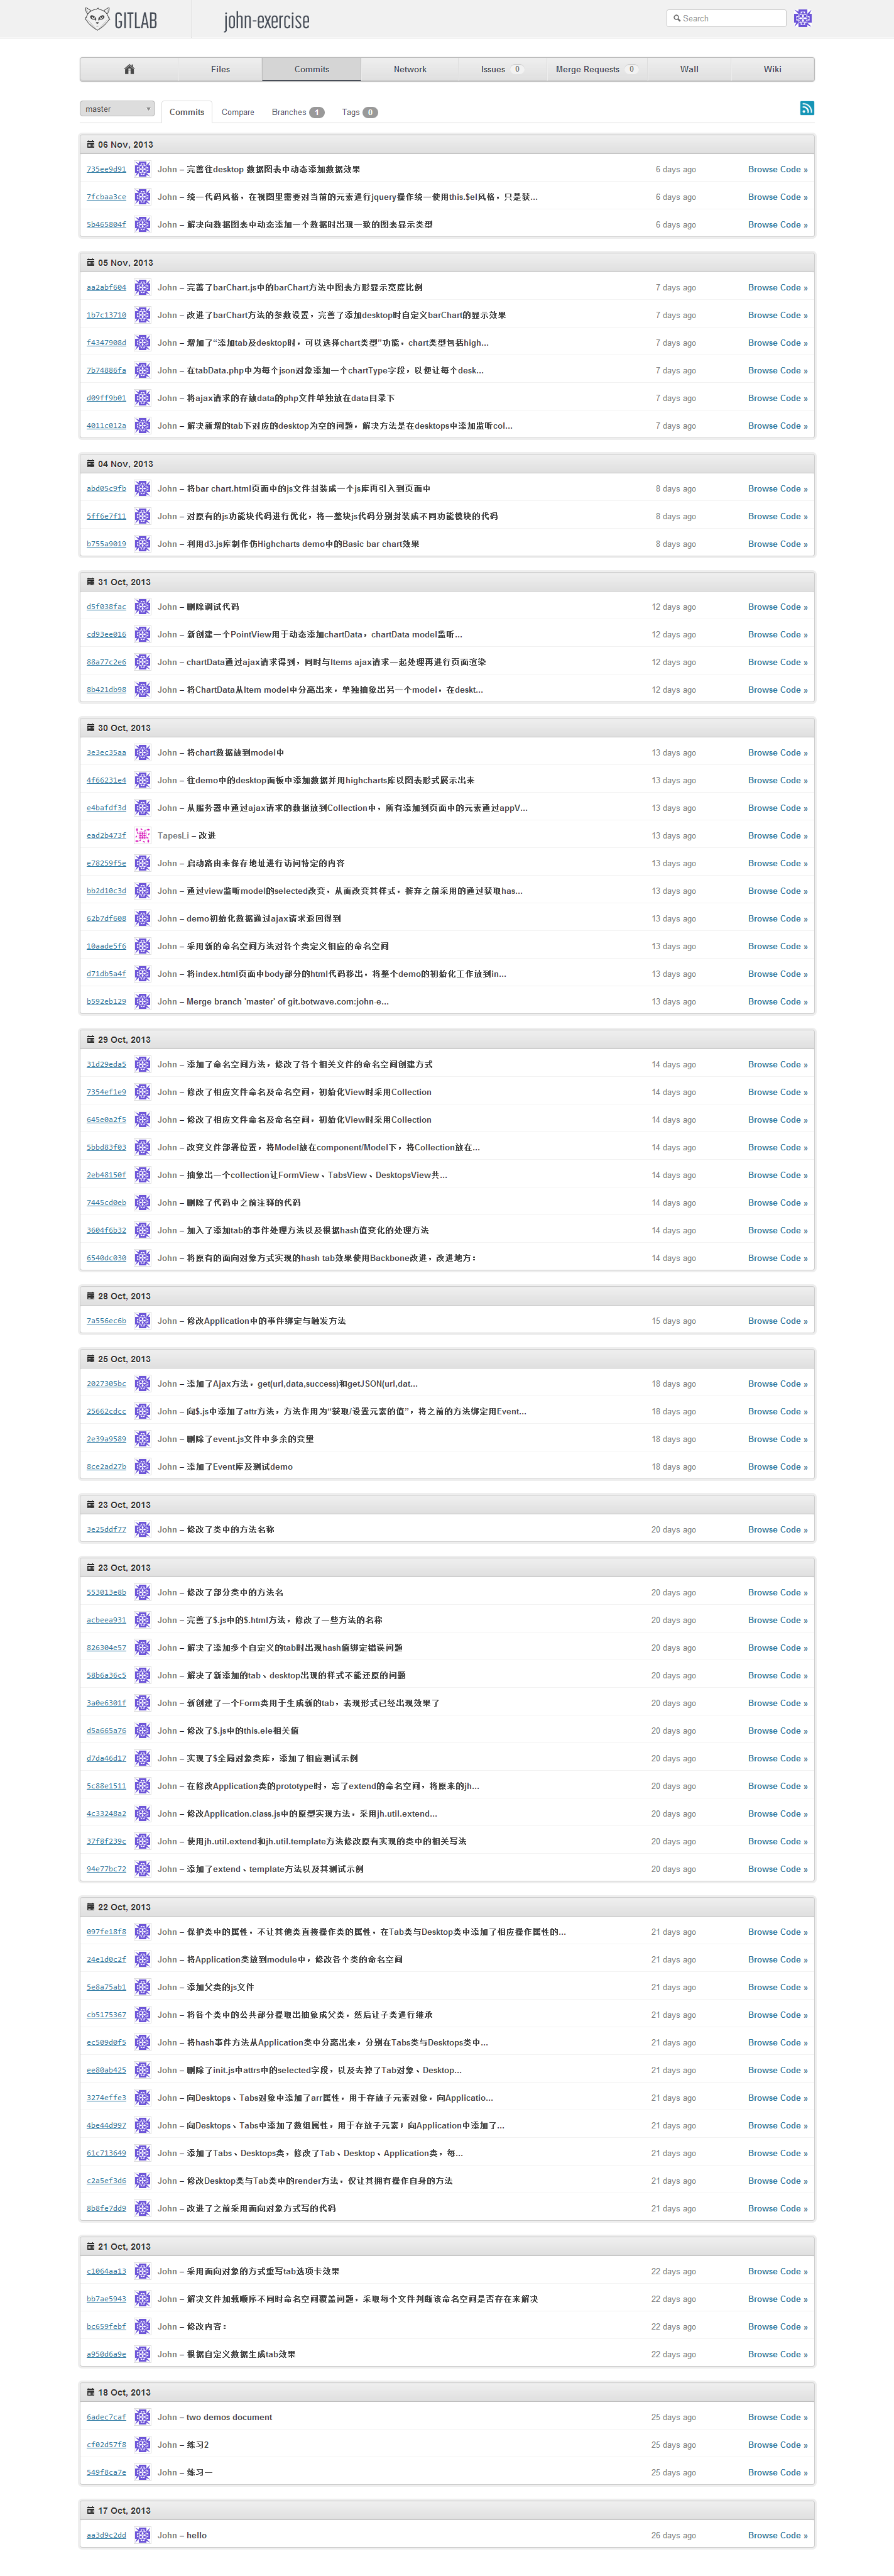 GITLAB
john-exercise
Search
Files
Commits
Network
Issues 0
Merge Requests 0
Wall
Wiki
master
Commits
Compare
Branches 1
Tags 0
06 Nov, 2013
735ee9d91 John – 完善往desktop 数据图表中动态添加数据效果 6 days ago Browse Code »
7fcbaa3ce John – 统一代码风格，在视图里需要对当前的元素进行jquery操作统一使用this.$el风格，只是获... 6 days ago Browse Code »
5b465804f John – 解决向数据图表中动态添加一个数据时出现一致的图表显示类型 6 days ago Browse Code »
05 Nov, 2013
aa2abf604 John – 完善了barChart.js中的barChart方法中图表方形显示宽度比例 7 days ago Browse Code »
1b7c13710 John – 改进了barChart方法的参数设置，完善了添加desktop时自定义barChart的显示效果 7 days ago Browse Code »
f4347908d John – 增加了“添加tab及desktop时，可以选择chart类型”功能，chart类型包括high... 7 days ago Browse Code »
7b74886fa John – 在tabData.php中为每个json对象添加一个chartType字段，以便让每个desk... 7 days ago Browse Code »
d09ff9b01 John – 将ajax请求的存放data的php文件单独放在data目录下 7 days ago Browse Code »
4011c012a John – 解决新增的tab下对应的desktop为空的问题，解决方法是在desktops中添加监听col... 7 days ago Browse Code »
04 Nov, 2013
abd05c9fb John – 将bar chart.html页面中的js文件封装成一个js库再引入到页面中 8 days ago Browse Code »
5ff6e7f11 John – 对原有的js功能块代码进行优化，将一整块js代码分别封装成不同功能模块的代码 8 days ago Browse Code »
b755a9019 John – 利用d3.js库制作仿Highcharts demo中的Basic bar chart效果 8 days ago Browse Code »
31 Oct, 2013
d5f038fac John – 删除调试代码 12 days ago Browse Code »
cd93ee016 John – 新创建一个PointView用于动态添加chartData，chartData model监听... 12 days ago Browse Code »
88a77c2e6 John – chartData通过ajax请求得到，同时与Items ajax请求一起处理再进行页面渲染 12 days ago Browse Code »
8b421db98 John – 将ChartData从Item model中分离出来，单独抽象出另一个model，在deskt... 12 days ago Browse Code »
30 Oct, 2013
3e3ec35aa John – 将chart数据放到model中 13 days ago Browse Code »
4f66231e4 John – 往demo中的desktop面板中添加数据并用highcharts库以图表形式展示出来 13 days ago Browse Code »
e4bafdf3d John – 从服务器中通过ajax请求的数据放到Collection中，所有添加到页面中的元素通过appV... 13 days ago Browse Code »
ead2b473f TapesLi – 改进 13 days ago Browse Code »
e78259f5e John – 启动路由来保存地址进行访问特定的内容 13 days ago Browse Code »
bb2d10c3d John – 通过view监听model的selected改变，从而改变其样式，摒弃之前采用的通过获取has... 13 days ago Browse Code »
62b7df608 John – demo初始化数据通过ajax请求返回得到 13 days ago Browse Code »
10aade5f6 John – 采用新的命名空间方法对各个类定义相应的命名空间 13 days ago Browse Code »
d71db5a4f John – 将index.html页面中body部分的html代码移出，将整个demo的初始化工作放到in... 13 days ago Browse Code »
b592eb129 John – Merge branch 'master' of git.botwave.com:john-e... 13 days ago Browse Code »
29 Oct, 2013
31d29eda5 John – 添加了命名空间方法，修改了各个相关文件的命名空间创建方式 14 days ago Browse Code »
7354ef1e9 John – 修改了相应文件命名及命名空间，初始化View时采用Collection 14 days ago Browse Code »
645e0a2f5 John – 修改了相应文件命名及命名空间，初始化View时采用Collection 14 days ago Browse Code »
5bbd83f03 John – 改变文件部署位置，将Model放在component/Model下，将Collection放在... 14 days ago Browse Code »
2eb48150f John – 抽象出一个collection让FormView、TabsView、DesktopsView共... 14 days ago Browse Code »
7445cd0eb John – 删除了代码中之前注释的代码 14 days ago Browse Code »
3604f6b32 John – 加入了添加tab的事件处理方法以及根据hash值变化的处理方法 14 days ago Browse Code »
6540dc030 John – 将原有的面向对象方式实现的hash tab效果使用Backbone改进，改进地方： 14 days ago Browse Code »
28 Oct, 2013
7a556ec6b John – 修改Application中的事件绑定与触发方法 15 days ago Browse Code »
25 Oct, 2013
2027305bc John – 添加了Ajax方法，get(url,data,success)和getJSON(url,dat... 18 days ago Browse Code »
25662cdcc John – 向$.js中添加了attr方法，方法作用为“获取/设置元素的值”，将之前的方法绑定用Event... 18 days ago Browse Code »
2e39a9589 John – 删除了event.js文件中多余的变量 18 days ago Browse Code »
8ce2ad27b John – 添加了Event库及测试demo 18 days ago Browse Code »
23 Oct, 2013
3e25ddf77 John – 修改了类中的方法名称 20 days ago Browse Code »
23 Oct, 2013
553013e8b John – 修改了部分类中的方法名 20 days ago Browse Code »
acbeea931 John – 完善了$.js中的$.html方法，修改了一些方法的名称 20 days ago Browse Code »
826304e57 John – 解决了添加多个自定义的tab时出现hash值绑定错误问题 20 days ago Browse Code »
58b6a36c5 John – 解决了新添加的tab、desktop出现的样式不能还原的问题 20 days ago Browse Code »
3a0e6301f John – 新创建了一个Form类用于生成新的tab，表现形式已经出现效果了 20 days ago Browse Code »
d5a665a76 John – 修改了$.js中的this.ele相关值 20 days ago Browse Code »
d7da46d17 John – 实现了$全局对象类库，添加了相应测试示例 20 days ago Browse Code »
5c88e1511 John – 在修改Application类的prototype时，忘了extend的命名空间，将原来的jh... 20 days ago Browse Code »
4c33248a2 John – 修改Application.class.js中的原型实现方法，采用jh.util.extend... 20 days ago Browse Code »
37f8f239c John – 使用jh.util.extend和jh.util.template方法修改原有实现的类中的相关写法 20 days ago Browse Code »
94e77bc72 John – 添加了extend、template方法以及其测试示例 20 days ago Browse Code »
22 Oct, 2013
097fe18f8 John – 保护类中的属性，不让其他类直接操作类的属性，在Tab类与Desktop类中添加了相应操作属性的... 21 days ago Browse Code »
24e1d0c2f John – 将Application类放到module中，修改各个类的命名空间 21 days ago Browse Code »
5e8a75ab1 John – 添加父类的js文件 21 days ago Browse Code »
cb5175367 John – 将各个类中的公共部分提取出抽象成父类，然后让子类进行继承 21 days ago Browse Code »
ec509d0f5 John – 将hash事件方法从Application类中分离出来，分别在Tabs类与Desktops类中... 21 days ago Browse Code »
ee80ab425 John – 删除了init.js中attrs中的selected字段，以及去掉了Tab对象、Desktop... 21 days ago Browse Code »
3274effe3 John – 向Desktops、Tabs对象中添加了arr属性，用于存放子元素对象，向Applicatio... 21 days ago Browse Code »
4be44d997 John – 向Desktops、Tabs中添加了数组属性，用于存放子元素；向Application中添加了... 21 days ago Browse Code »
61c713649 John – 添加了Tabs、Desktops类，修改了Tab、Desktop、Application类，每... 21 days ago Browse Code »
c2a5ef3d6 John – 修改Desktop类与Tab类中的render方法，仅让其拥有操作自身的方法 21 days ago Browse Code »
8b8fe7dd9 John – 改进了之前采用面向对象方式写的代码 21 days ago Browse Code »
21 Oct, 2013
c1064aa13 John – 采用面向对象的方式重写tab选项卡效果 22 days ago Browse Code »
bb7ae5943 John – 解决文件加载顺序不同时命名空间覆盖问题，采取每个文件判断该命名空间是否存在来解决 22 days ago Browse Code »
bc659febf John – 修改内容： 22 days ago Browse Code »
a950d6a9e John – 根据自定义数据生成tab效果 22 days ago Browse Code »
18 Oct, 2013
6adec7caf John – two demos document 25 days ago Browse Code »
cf02d57f8 John – 练习2 25 days ago Browse Code »
549f8ca7e John – 练习一 25 days ago Browse Code »
17 Oct, 2013
aa3d9c2dd John – hello 26 days ago Browse Code »